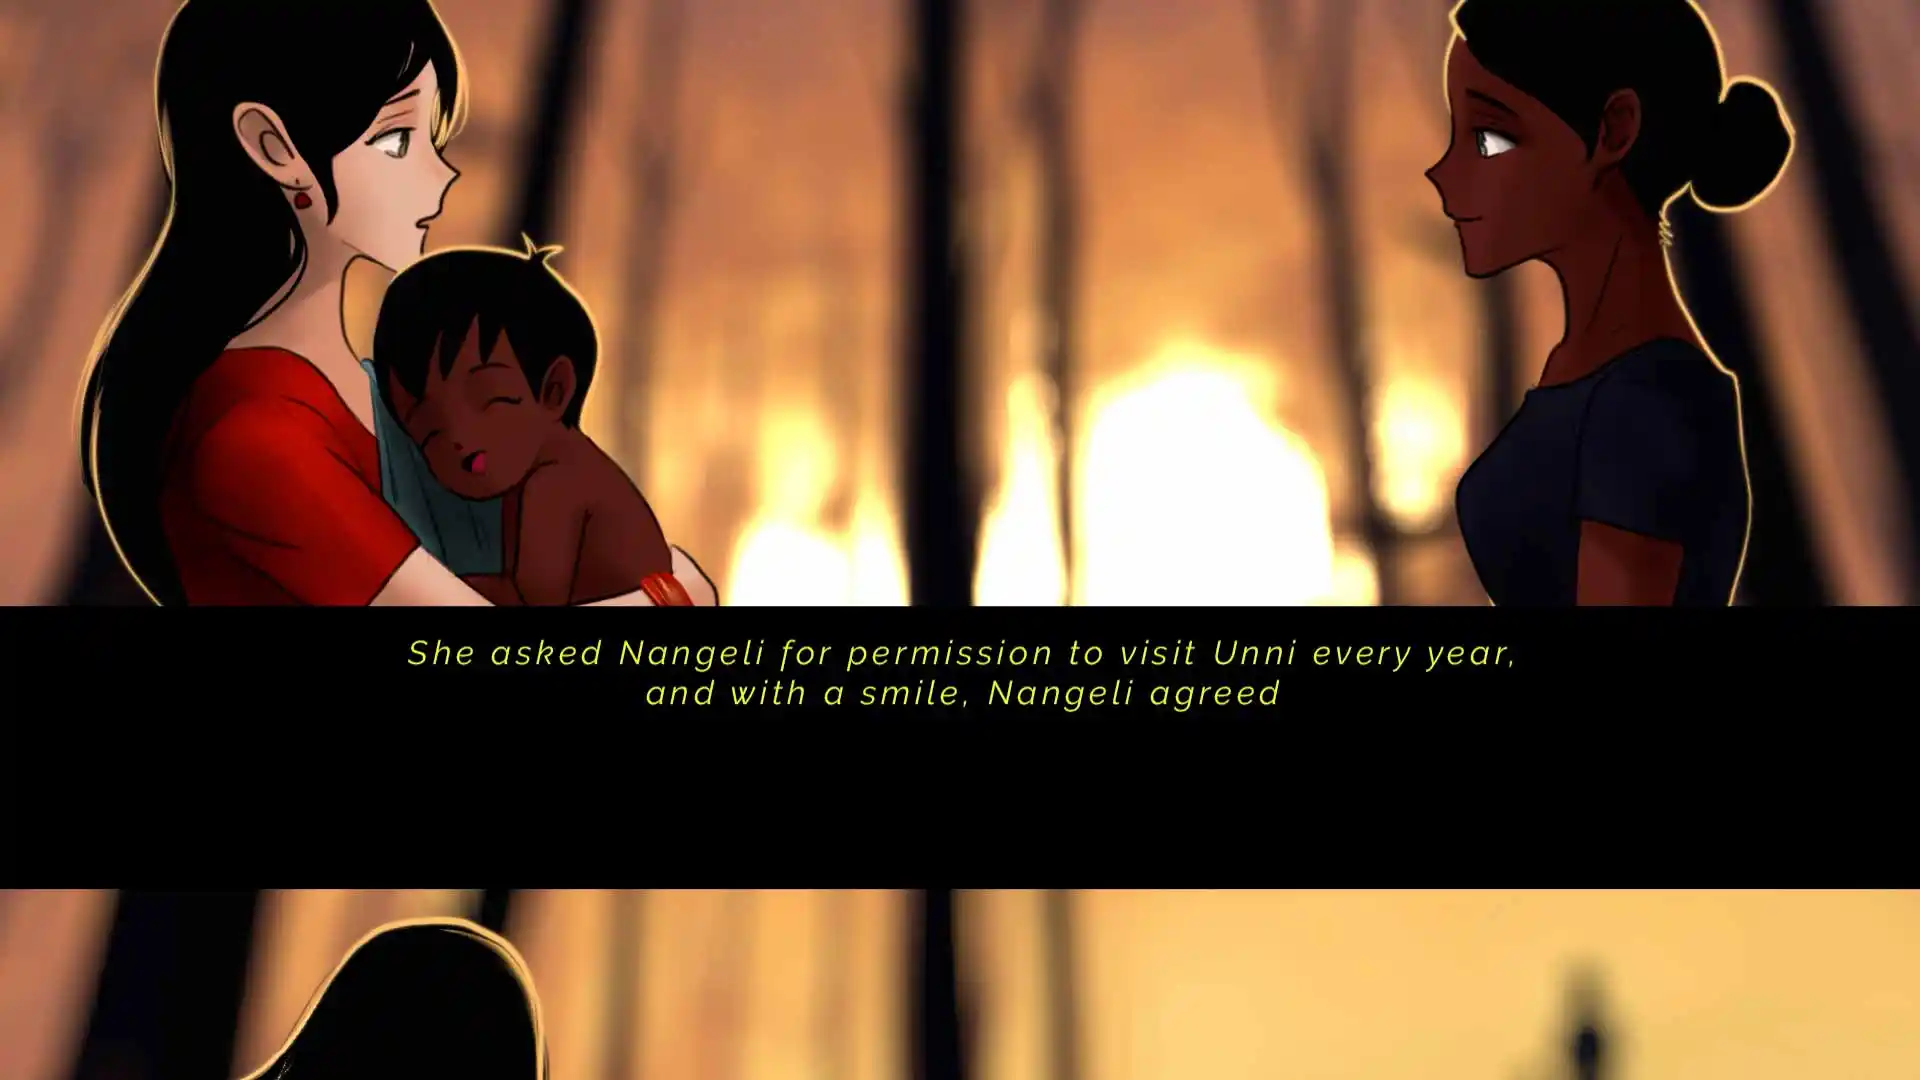 She asked Nangeli for permission to visit Unni every year,
and with a smile, Nangeli agreed